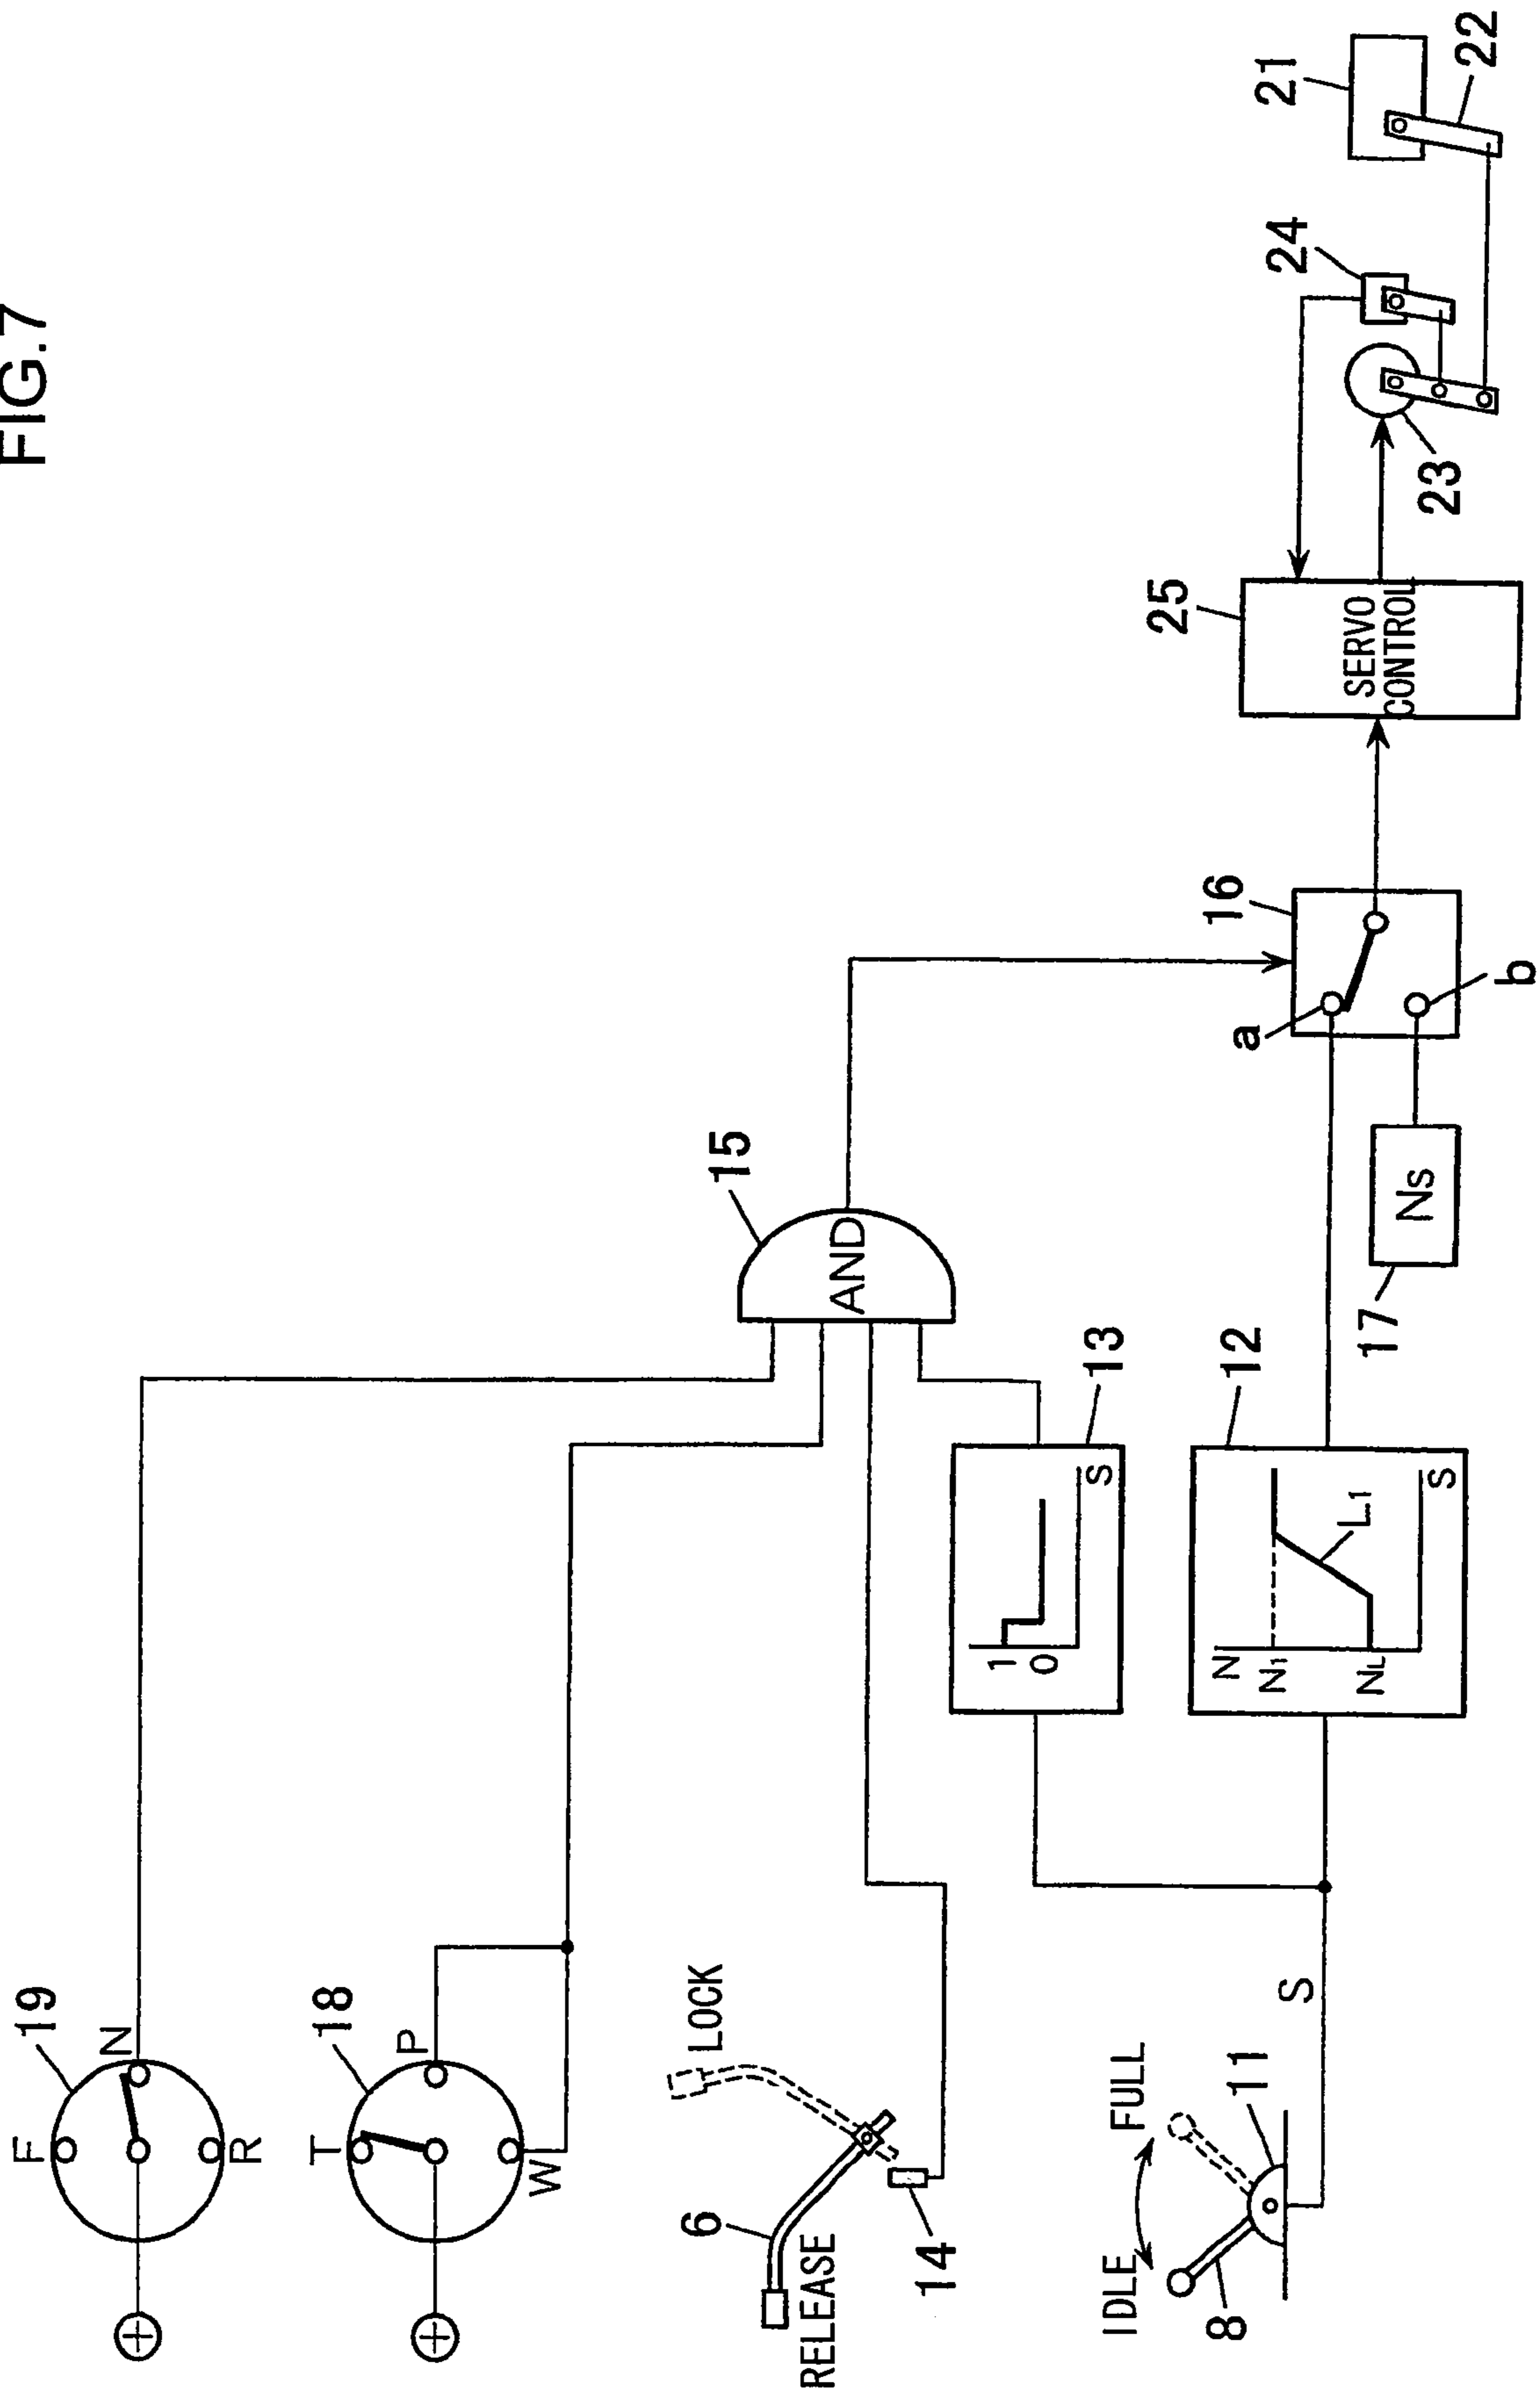 FIG.7
F
19
N
R
T
18
P
W
LOCK
6
RELEASE
14
IDLE
FULL
8
11
S
1
0
S
13
N
N1
NL
L1
S
12
AND
15
Ns
17
a
b
16
SERVO
CONTROL
25
23
24
21
22